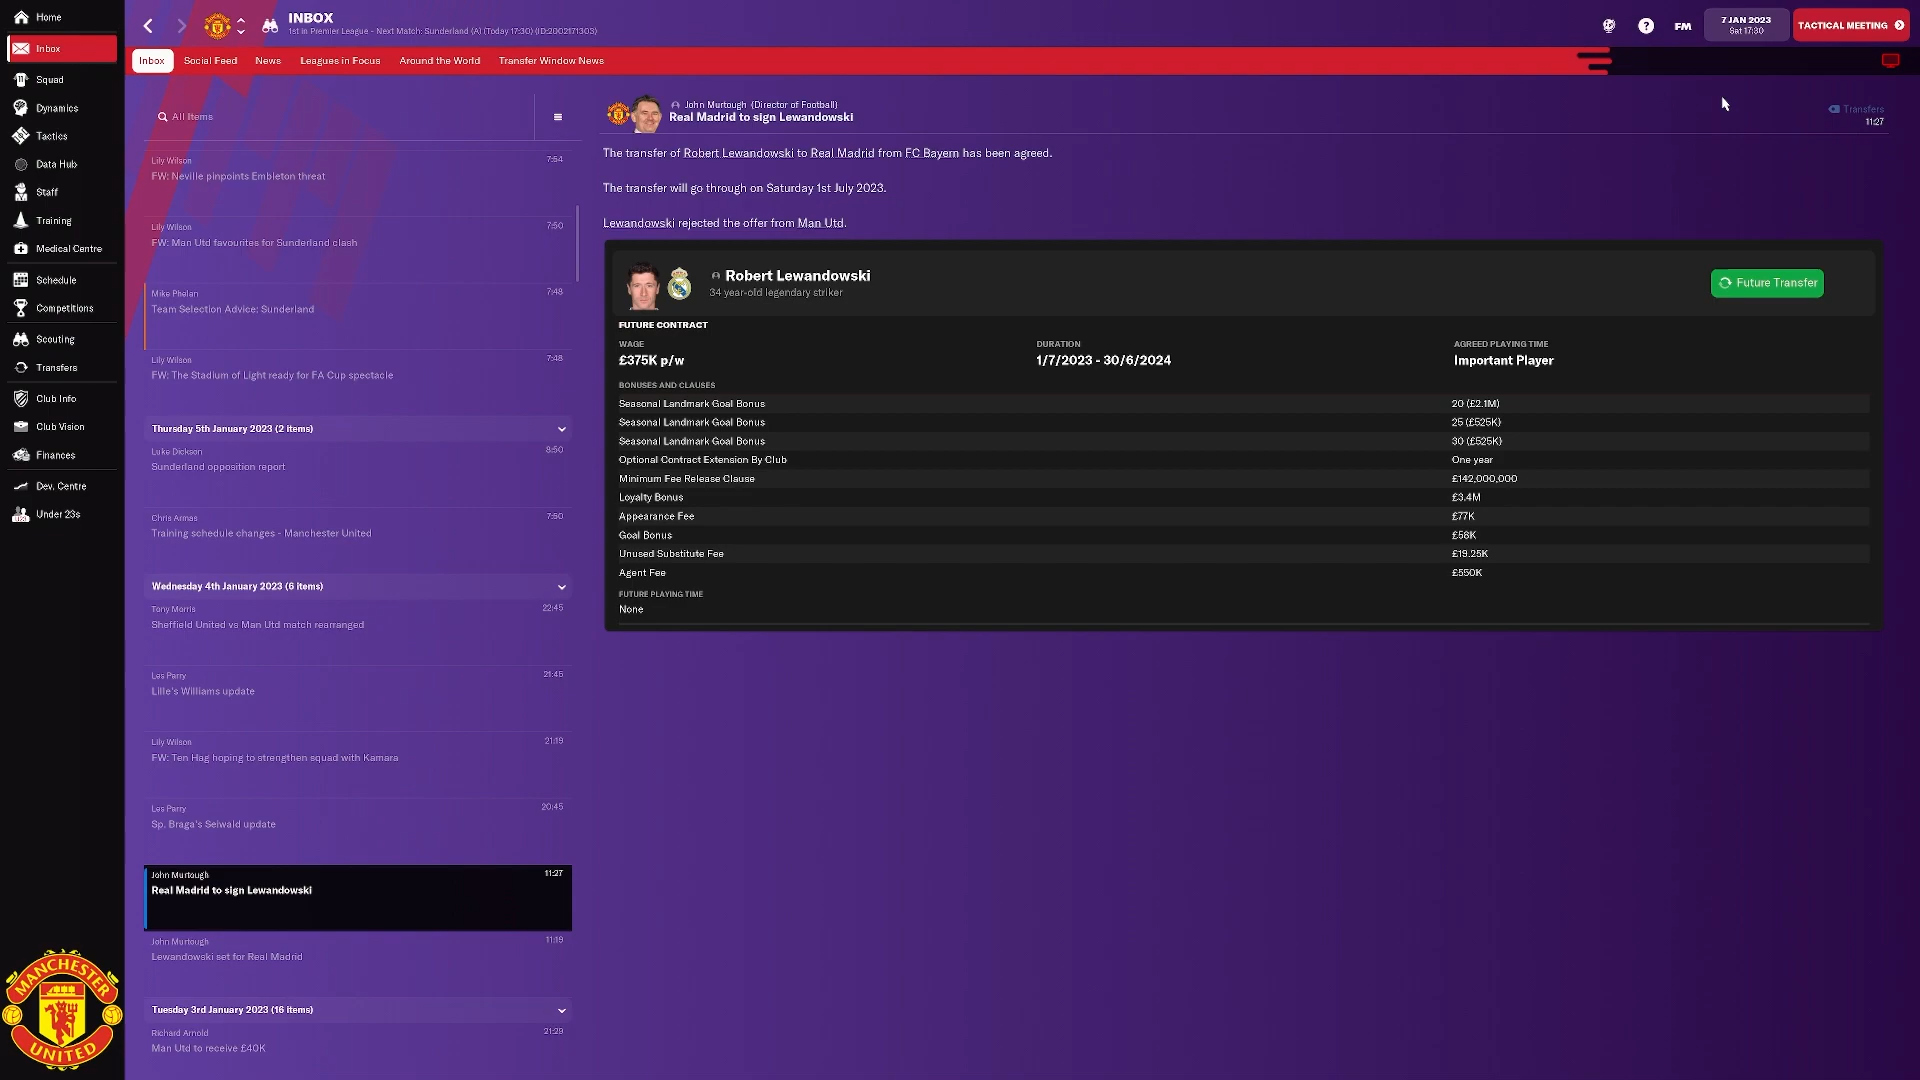 Home
Inbox
Squad
Dynamics
Tactics
Data Hub
Staff
Training
Medical Centre
Schedule
Competitions
Scouting
Transfers
Club Info
Club Vision
Finances
Dev. Centre
Under 23s
MANCHESTER
UNITED
INBOX
1st in Premier League - Next Match: Sunderland (A) (Today 17:30) (ID:2002171303)
FM
7 JAN 2023
Sat 17:30
TACTICAL MEETING
Inbox
Social Feed
News
Leagues in Focus
Around the World
Transfer Window News
All Items
Lily Wilson 7:54
FW: Neville pinpoints Embleton threat
Lily Wilson 7:50
FW: Man Utd favourites for Sunderland clash
Mike Phelan 7:48
Team Selection Advice: Sunderland
Lily Wilson 7:48
FW: The Stadium of Light ready for FA Cup spectacle
Thursday 5th January 2023 (2 items)
Luke Dickson 8:50
Sunderland opposition report
Chris Armas 7:50
Training schedule changes - Manchester United
Wednesday 4th January 2023 (6 items)
Tony Morris 22:45
Sheffield United vs Man Utd match rearranged
Les Parry 21:45
Lille's Williams update
Lily Wilson 21:19
FW: Ten Hag hoping to strengthen squad with Kamara
Les Parry 20:45
Sp. Braga's Seiwald update
John Murtough 11:27
Real Madrid to sign Lewandowski
John Murtough 11:19
Lewandowski set for Real Madrid
Tuesday 3rd January 2023 (16 items)
Richard Arnold 21:29
Man Utd to receive £40K
John Murtough (Director of Football)
Real Madrid to sign Lewandowski
Transfers
11:27
The transfer of Robert Lewandowski to Real Madrid from FC Bayern has been agreed.
The transfer will go through on Saturday 1st July 2023.
Lewandowski rejected the offer from Man Utd.
Robert Lewandowski
34 year-old legendary striker
Future Transfer
FUTURE CONTRACT
WAGE DURATION AGREED PLAYING TIME
£375K p/w 1/7/2023 - 30/6/2024 Important Player
BONUSES AND CLAUSES
Seasonal Landmark Goal Bonus 20 (£2.1M)
Seasonal Landmark Goal Bonus 25 (£525K)
Seasonal Landmark Goal Bonus 30 (£525K)
Optional Contract Extension By Club One year
Minimum Fee Release Clause £142,000,000
Loyalty Bonus £3.4M
Appearance Fee £77K
Goal Bonus £58K
Unused Substitute Fee £19.25K
Agent Fee £550K
FUTURE PLAYING TIME
None